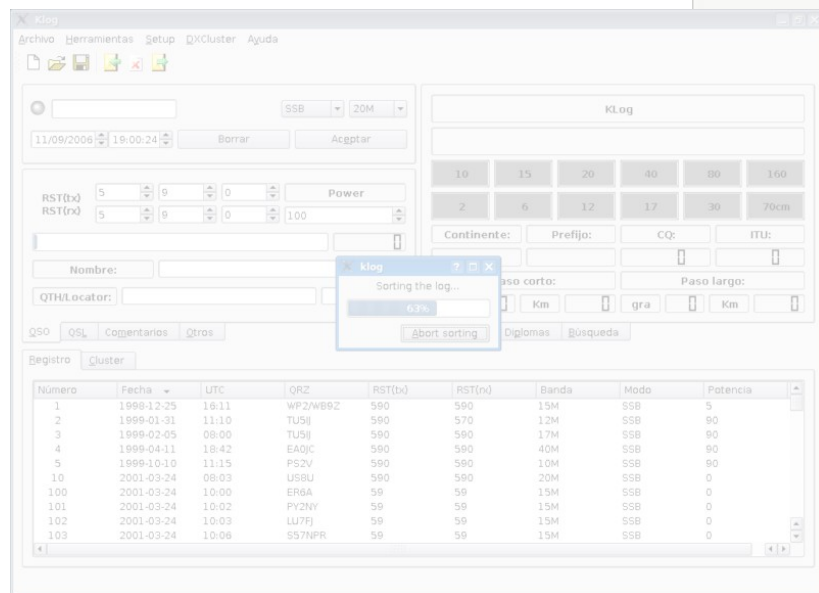 Klog
Archivo Herramientas Setup DXCluster Ayuda
SSB 20M
11/09/2006 19:00:24 Borrar Aceptar
KLog
10 15 20 40 80 160
2 6 12 17 30 70cm
RST(tx) 5 9 0 Power
RST(rx) 5 9 0 100
Continente: Prefijo: CQ: ITU:
0 0 0
Nombre:
QTH/Locator:
klog
Sorting the log...
63%
Abort sorting
aso corto: Paso largo:
Km 0 gra 0 Km 0
QSO QSL Comentarios Otros
Diplomas Búsqueda
Registro Cluster
Número Fecha UTC QRZ RST(tx) RST(rx) Banda Modo Potencia
1 1998-12-25 16:11 WP2/WB9Z 590 590 15M SSB 5
2 1999-01-31 11:10 TU5IJ 590 570 12M SSB 90
3 1999-02-05 08:00 TU5IJ 590 590 17M SSB 90
4 1999-04-11 18:42 EA0JC 590 590 40M SSB 90
5 1999-10-10 11:15 PS2V 590 590 10M SSB 90
10 2001-03-24 08:03 US8U 590 590 20M SSB 0
100 2001-03-24 10:00 ER6A 59 59 15M SSB 0
101 2001-03-24 10:02 PY2NY 59 59 15M SSB 0
102 2001-03-24 10:03 LU7FJ 59 59 15M SSB 0
103 2001-03-24 10:06 S57NPR 59 59 15M SSB 0